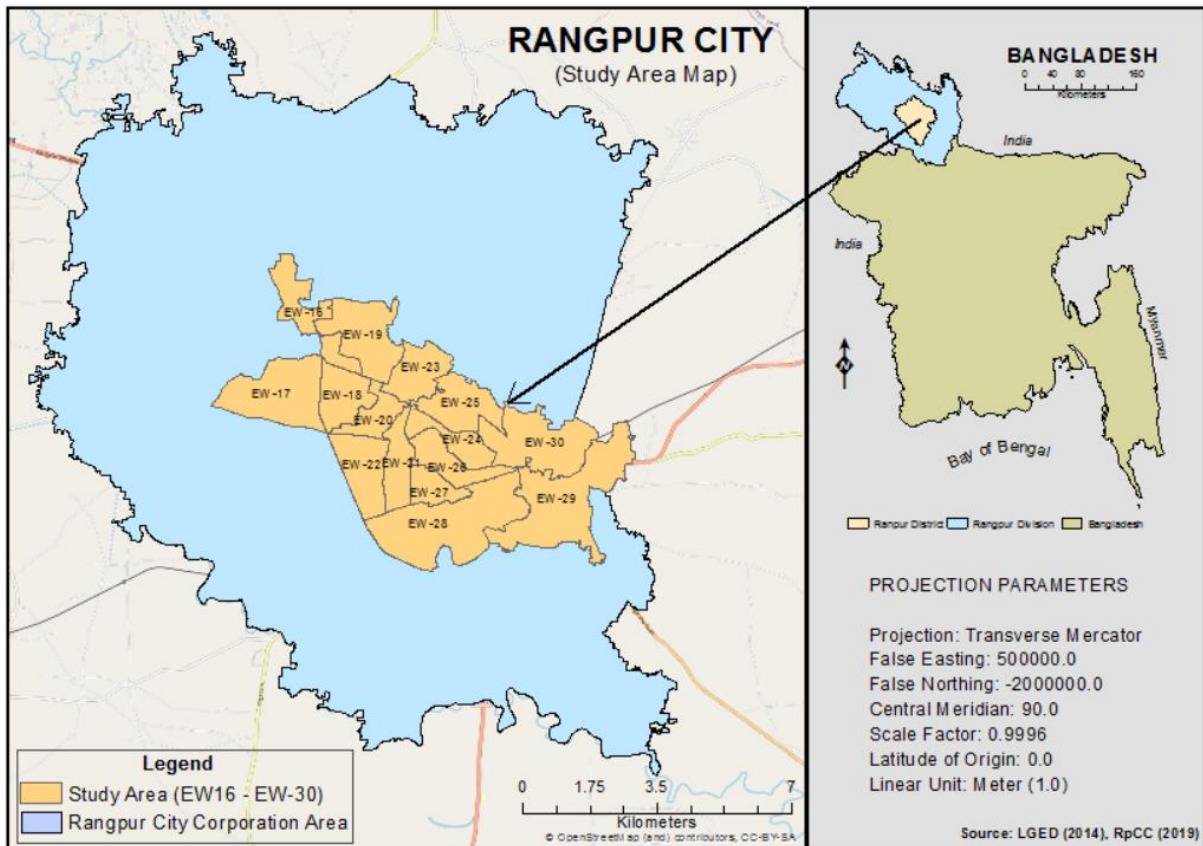 RANGPUR CITY
(Study Area Map)
EW-16
EW-19
EW-23
EW-17
EW-18
EW-25
EW-20
EW-24
EW-30
EW-22
EW-21
EW-26
EW-27
EW-29
EW-28
Legend
Study Area (EW16 - EW-30)
Rangpur City Corporation Area
0 1.75 3.5 7
Kilometers
© OpenStreetMap (and) contributors, CC-BY-SA
BANGLADESH
0 40 80 160
Kilometers
India
India
Myanmer
N
Bay of Bengal
Ranpur District
Rangpur Division
Bangladesh
PROJECTION PARAMETERS
Projection: Transverse Mercator
False Easting: 500000.0
False Northing: -2000000.0
Central Meridian: 90.0
Scale Factor: 0.9996
Latitude of Origin: 0.0
Linear Unit: Meter (1.0)
Source: LGED (2014), RpCC (2019)